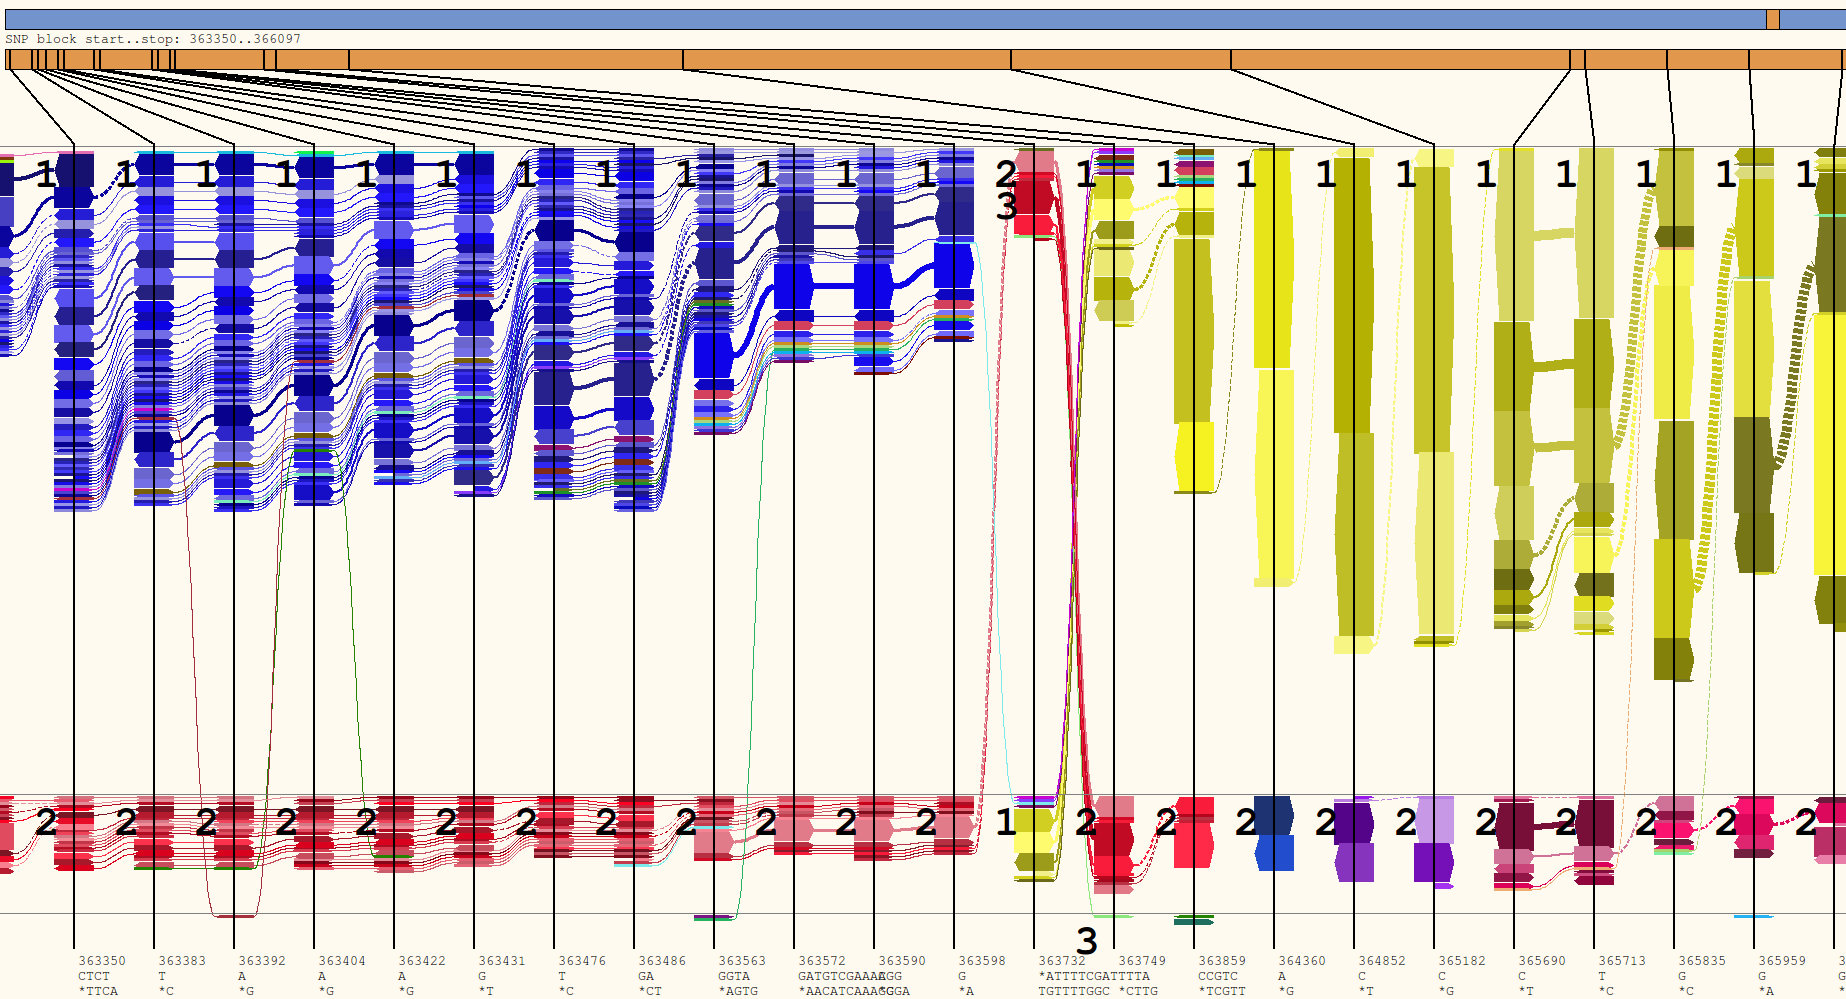 SNP block start..stop: 363350..366097
1 1 1 1 1 1 1 1 1 1 1 1 2 1 1 1 1 1 1 1 1 1 1
3
2 2 2 2 2 2 2 2 2 2 2 2 1 2 2 2 2 2 2 2 2 2 2
3
363350 363383 363392 363404 363422 363431 363476 363486 363563 363572 363590 363598 363732 363749 363859 364360 364852 365182 365690 365713 365835 365959 3
CTCT T A A A G T GA GGTA G *ATTTTCGATTTTA CCGTC A C C C T G G G
*TTCA *C *G *G *G *T *C *CT *AGTG *A TGTTTTGGC *CTTG *TCGTT *G *T *G *T *C *C *A *